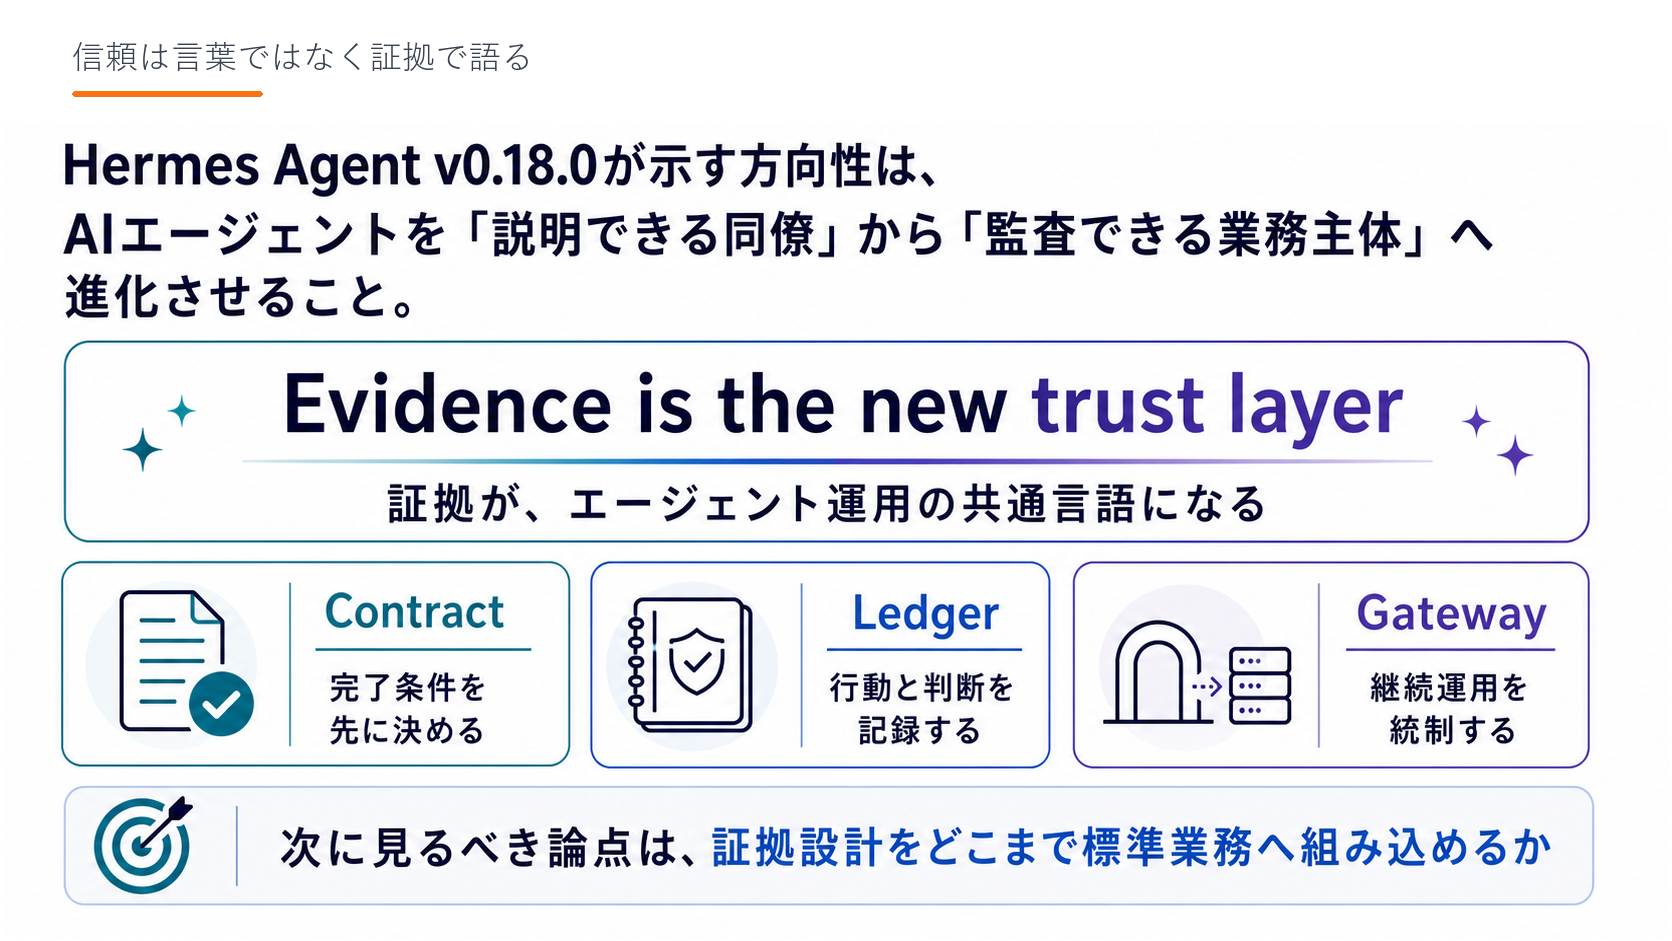 信頼は言葉ではなく証拠で語る
Hermes Agent v0.18.0が示す方向性は、
AIエージェントを「説明できる同僚」から「監査できる業務主体」へ
進化させること。
Evidence is the new trust layer
証拠が、エージェント運用の共通言語になる
Contract
完了条件を
先に決める
Ledger
行動と判断を
記録する
Gateway
継続運用を
統制する
次に見るべき論点は、証拠設計をどこまで標準業務へ組み込めるか